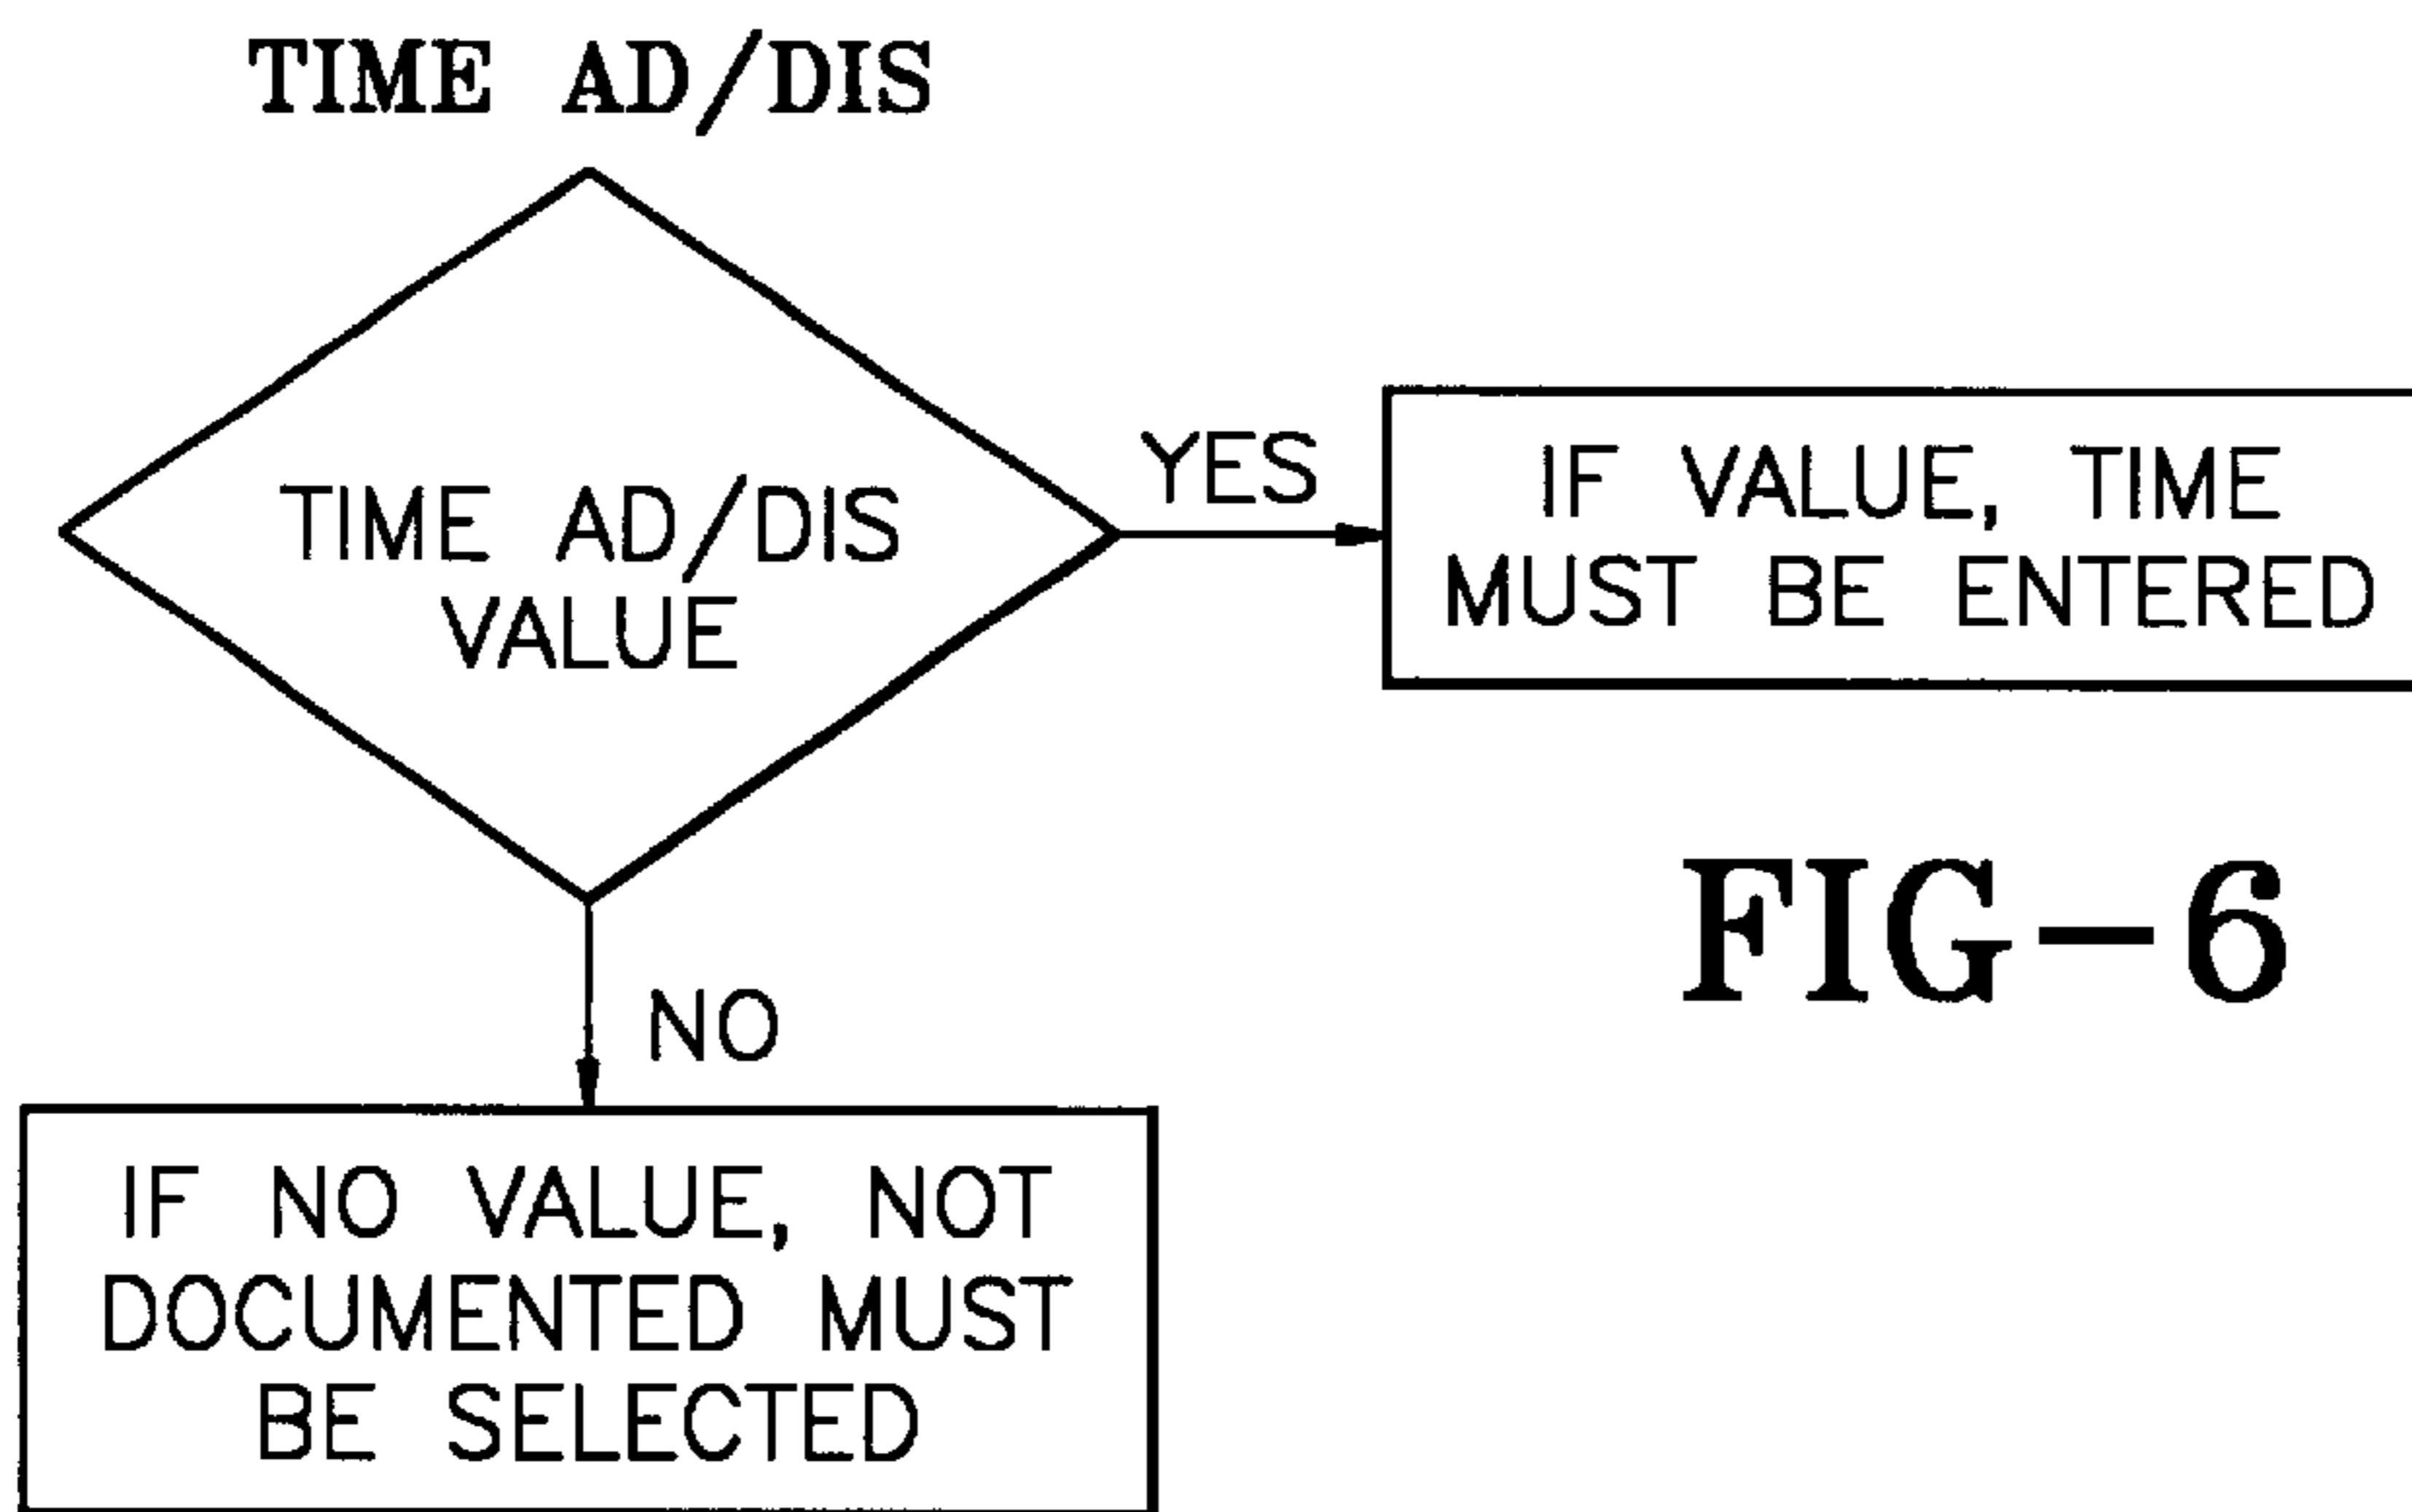 TIME AD/DIS
TIME AD/DIS
VALUE
YES
IF VALUE, TIME
MUST BE ENTERED
FIG-6
NO
IF NO VALUE, NOT
DOCUMENTED MUST
BE SELECTED